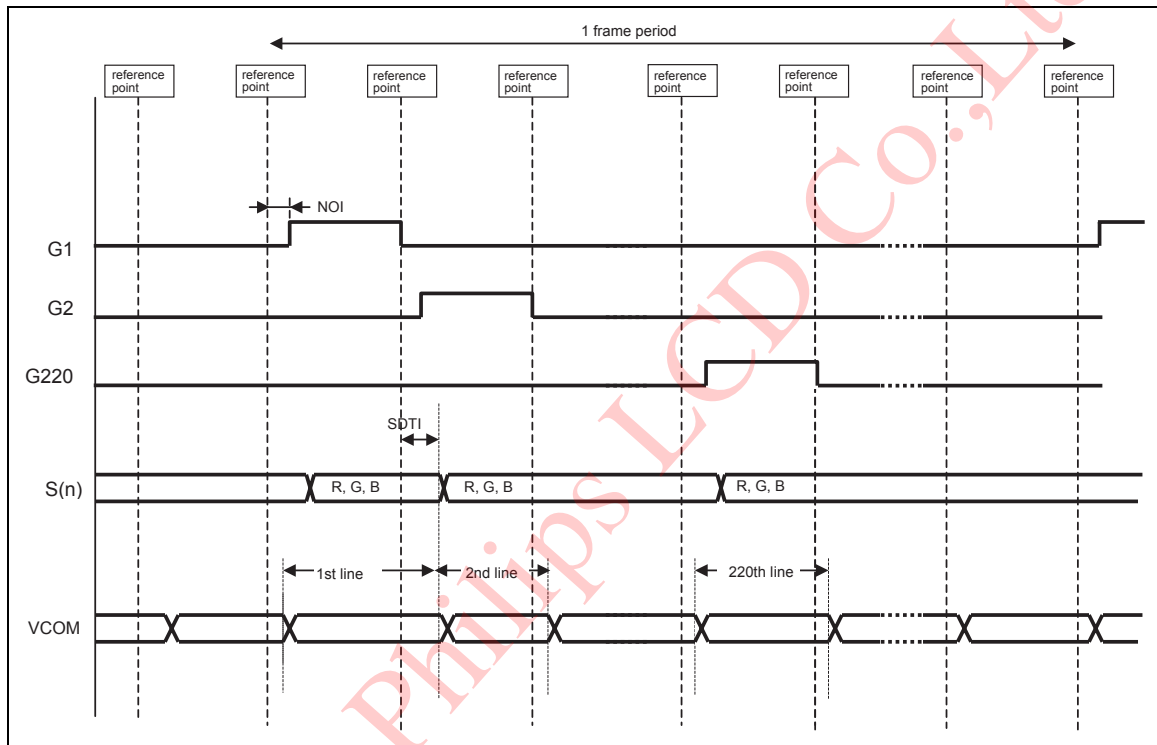 1 frame period
reference point
reference point
reference point
reference point
reference point
reference point
reference point
reference point
NOI
G1
G2
G220
SDTI
S(n)
R, G, B
R, G, B
R, G, B
1st line
2nd line
220th line
VCOM
Philips LCD Co.,Ltd